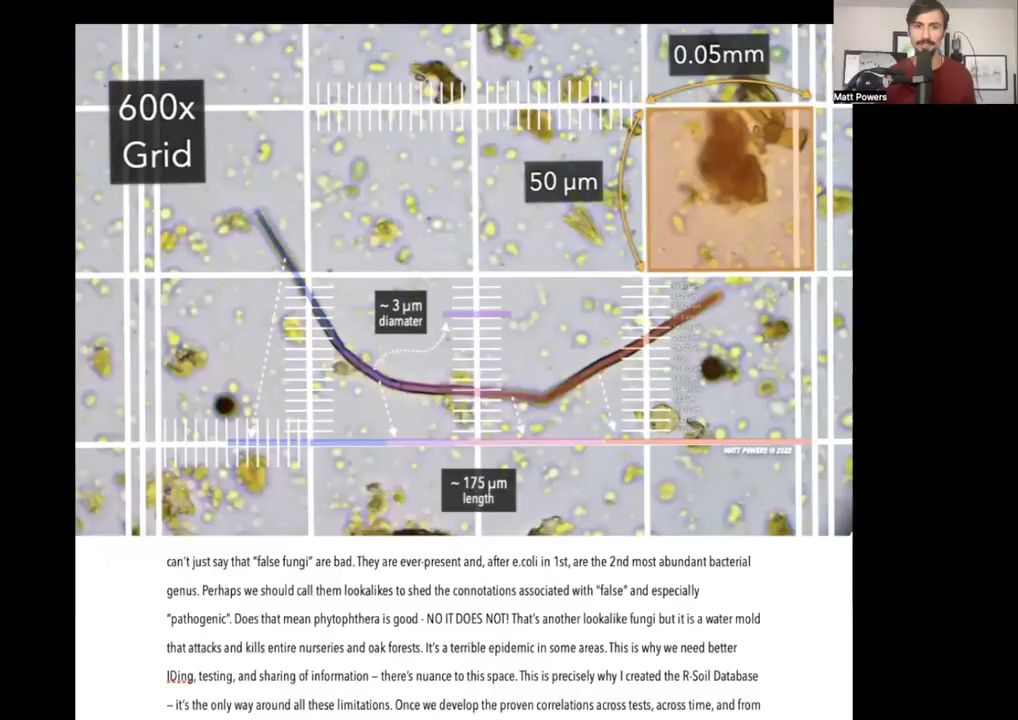 0.05mm
Matt Powers
600x
Grid
50 µm
~ 3 µm
diamater
MATT POWERS © 2022
~ 175 µm
length
can't just say that "false fungi" are bad. They are ever-present and, after e.coli in 1st, are the 2nd most abundant bacterial
genus. Perhaps we should call them lookalikes to shed the connotations associated with "false" and especially
"pathogenic". Does that mean phytophthera is good - NO IT DOES NOT! That's another lookalike fungi but it is a water mold
that attacks and kills entire nurseries and oak forests. It's a terrible epidemic in some areas. This is why we need better
IDing, testing, and sharing of information – there's nuance to this space. This is precisely why I created the R-Soil Database
– it's the only way around all these limitations. Once we develop the proven correlations across tests, across time, and from